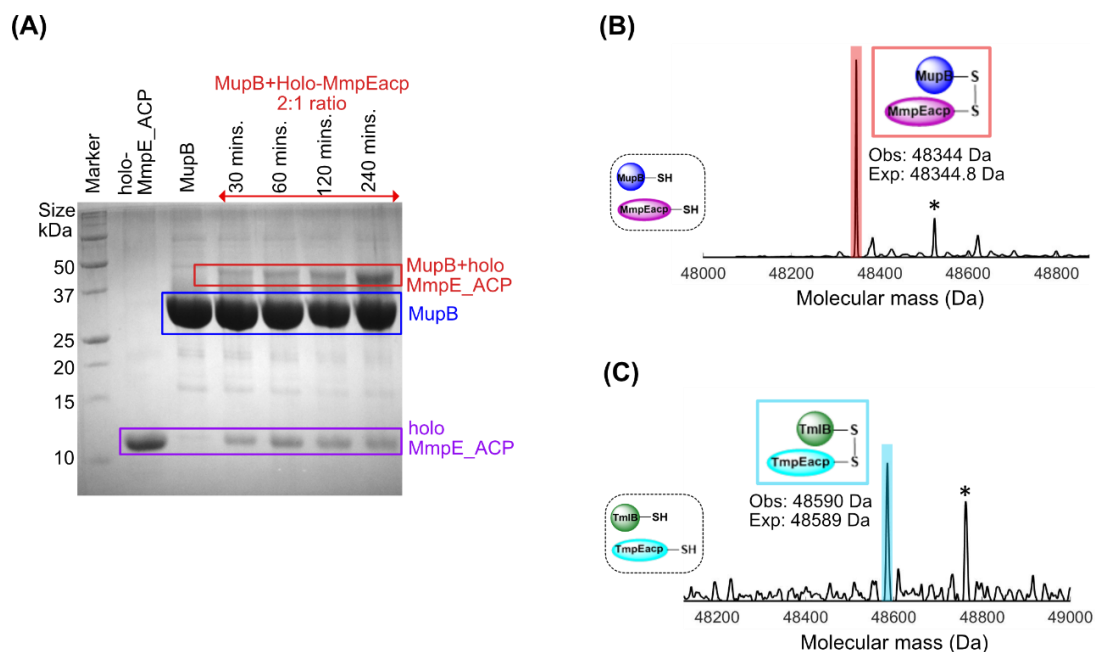 (A)
MupB+Holo-MmpEacp
2:1 ratio
Marker
holo-
MmpE_ACP
MupB
30 mins.
60 mins.
120 mins.
240 mins.
Size
kDa
50
37
25
20
15
10
MupB+holo
MmpE_ACP
MupB
holo
MmpE_ACP
(B)
MupB S
MmpEacp S
Obs: 48344 Da
Exp: 48344.8 Da
MupB SH
MmpEacp SH
*
48000 48200 48400 48600 48800
Molecular mass (Da)
(C)
TmlB S
TmpEacp S
Obs: 48590 Da
Exp: 48589 Da
*
TmlB SH
TmpEacp SH
48200 48400 48600 48800 49000
Molecular mass (Da)